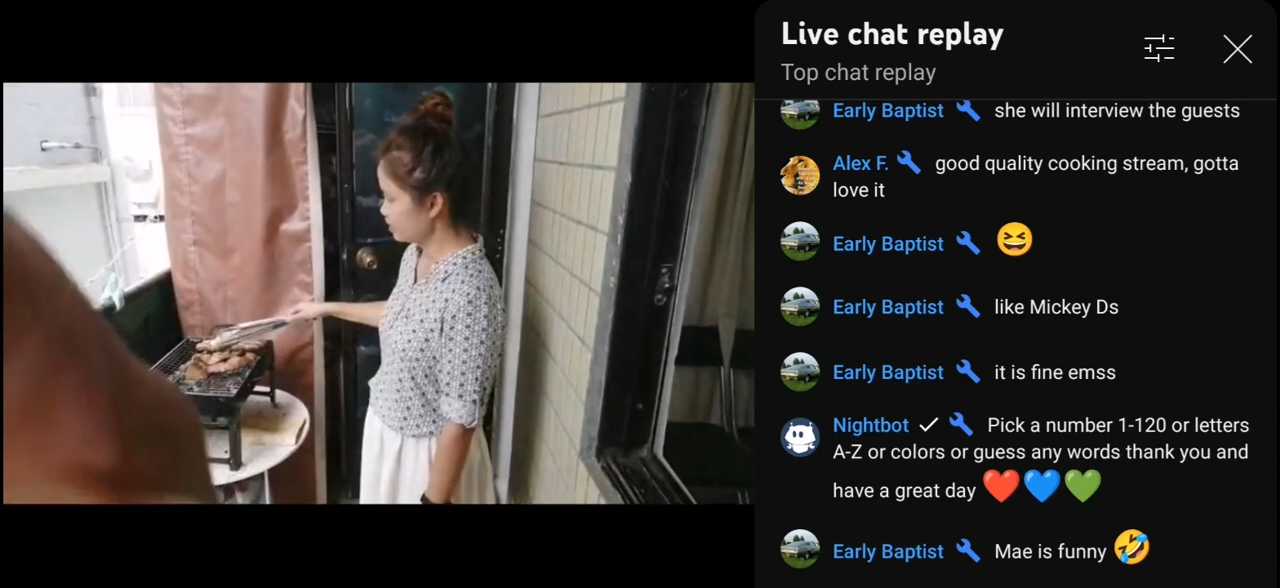 Live chat replay
Top chat replay
Early Baptist she will interview the guests
Alex F. good quality cooking stream, gotta
love it
Early Baptist 😆
Early Baptist like Mickey Ds
Early Baptist it is fine emss
Nightbot Pick a number 1-120 or letters
A-Z or colors or guess any words thank you and
have a great day ❤️💙💚
Early Baptist Mae is funny 🤣